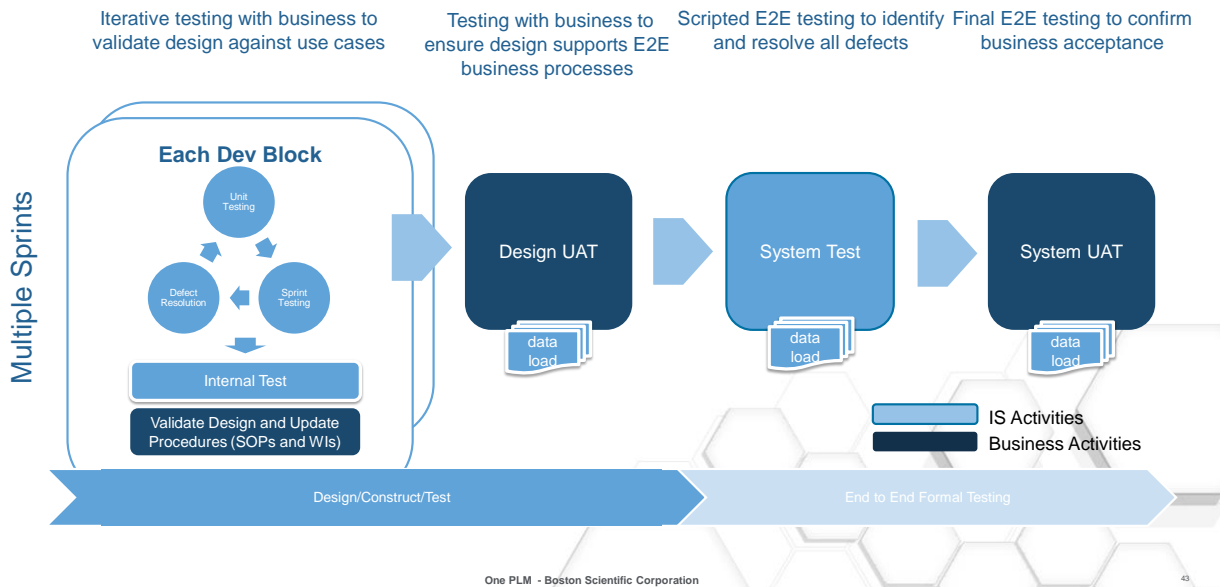 Iterative testing with business to
validate design against use cases
Testing with business to
ensure design supports E2E
business processes
Scripted E2E testing to identify
and resolve all defects
Final E2E testing to confirm
business acceptance
Multiple Sprints
Each Dev Block
Unit
Testing
Defect
Resolution
Sprint
Testing
Internal Test
Validate Design and Update
Procedures (SOPs and WIs)
Design UAT
data
load
System Test
data
load
System UAT
data
load
IS Activities
Business Activities
Design/Construct/Test
End to End Formal Testing
One PLM - Boston Scientific Corporation
43